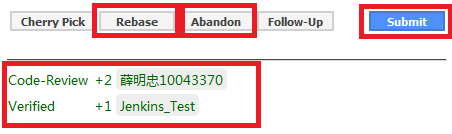 Cherry Pick Rebase Abandon Follow-Up Submit
Code-Review +2 薛明忠10043370
Verified +1 Jenkins_Test